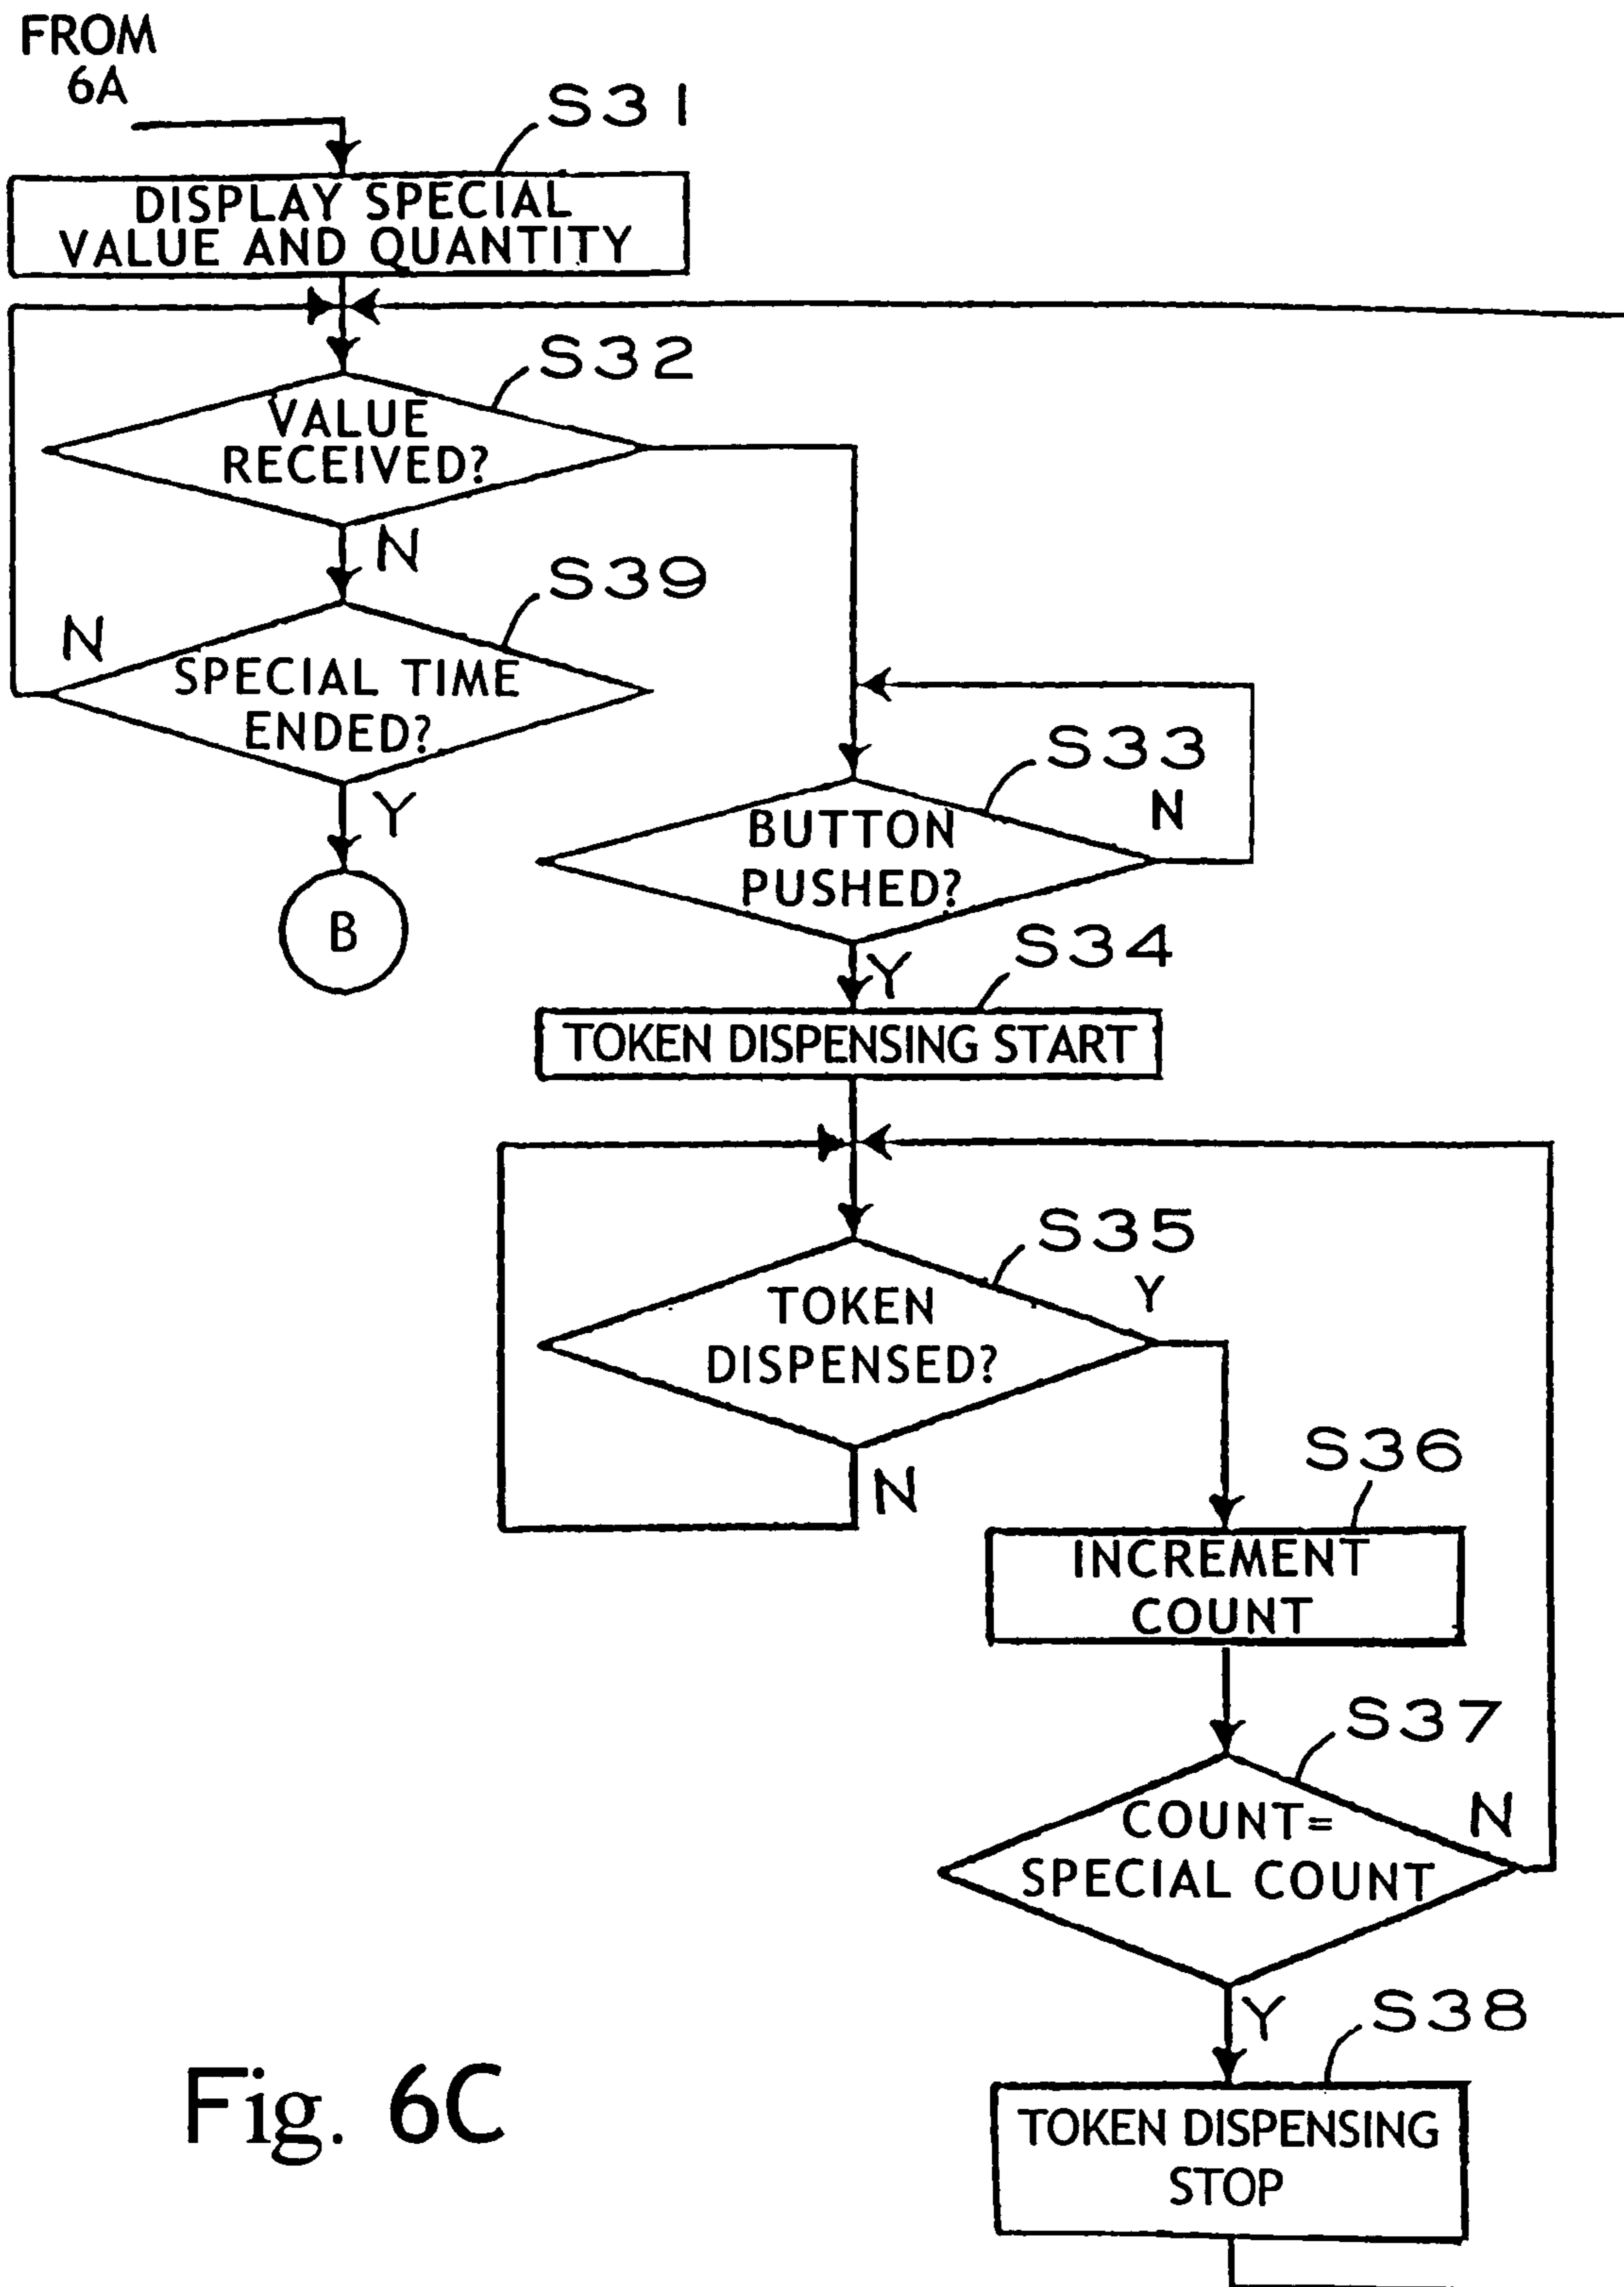 FROM
6A
S31
DISPLAY SPECIAL
VALUE AND QUANTITY
S32
VALUE
RECEIVED?
N
S39
N
SPECIAL TIME
ENDED?
Y
B
S33
N
BUTTON
PUSHED?
Y
S34
TOKEN DISPENSING START
S35
Y
TOKEN
DISPENSED?
N
S36
INCREMENT
COUNT
S37
N
COUNT=
SPECIAL COUNT
Y
S38
TOKEN DISPENSING
STOP
Fig. 6C